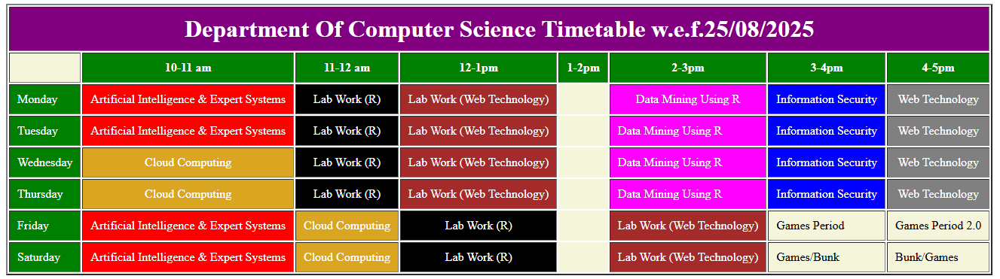 Department Of Computer Science Timetable w.e.f.25/08/2025
10-11 am 11-12 am 12-1pm 1-2pm 2-3pm 3-4pm 4-5pm
Monday Artificial Intelligence & Expert Systems Lab Work (R) Lab Work (Web Technology) Data Mining Using R Information Security Web Technology
Tuesday Artificial Intelligence & Expert Systems Lab Work (R) Lab Work (Web Technology) Data Mining Using R Information Security Web Technology
Wednesday Cloud Computing Lab Work (R) Lab Work (Web Technology) Data Mining Using R Information Security Web Technology
Thursday Cloud Computing Lab Work (R) Lab Work (Web Technology) Data Mining Using R Information Security Web Technology
Friday Artificial Intelligence & Expert Systems Cloud Computing Lab Work (R) Lab Work (Web Technology) Games Period Games Period 2.0
Saturday Artificial Intelligence & Expert Systems Cloud Computing Lab Work (R) Lab Work (Web Technology) Games/Bunk Bunk/Games